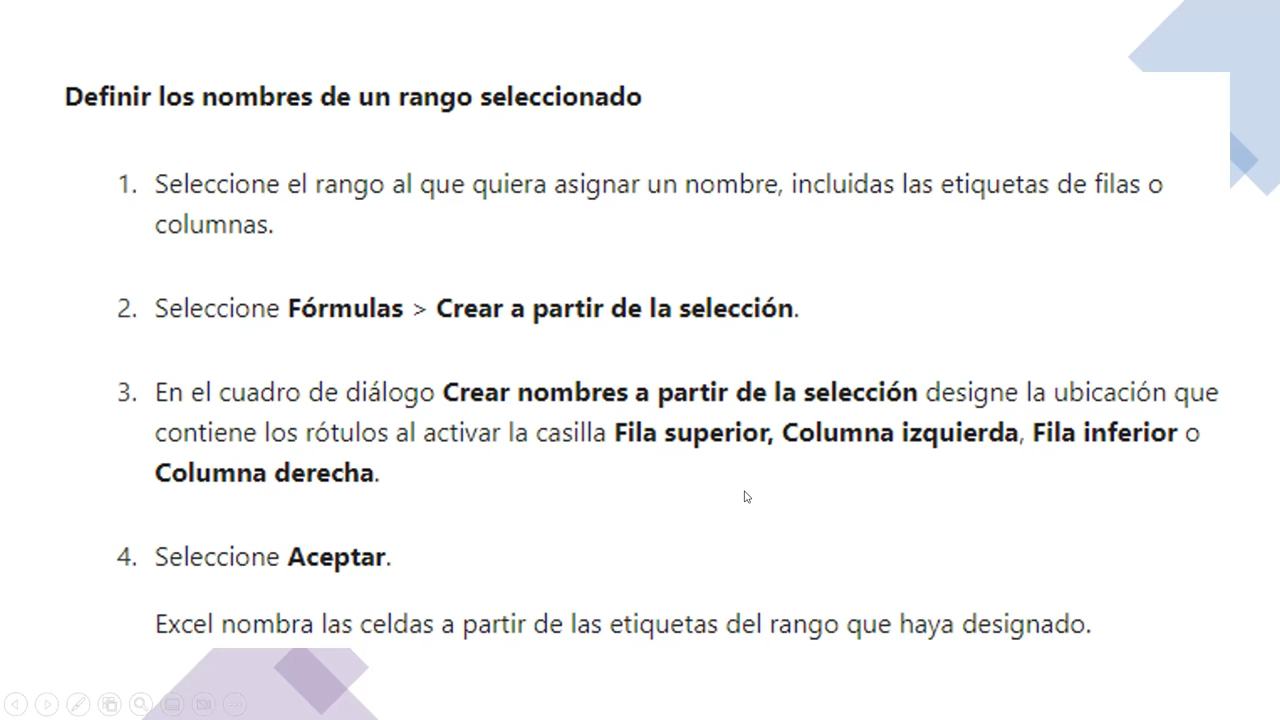 Definir los nombres de un rango seleccionado
1. Seleccione el rango al que quiera asignar un nombre, incluidas las etiquetas de filas o
columnas.
2. Seleccione Fórmulas > Crear a partir de la selección.
3. En el cuadro de diálogo Crear nombres a partir de la selección designe la ubicación que
contiene los rótulos al activar la casilla Fila superior, Columna izquierda, Fila inferior o
Columna derecha.
4. Seleccione Aceptar.
Excel nombra las celdas a partir de las etiquetas del rango que haya designado.